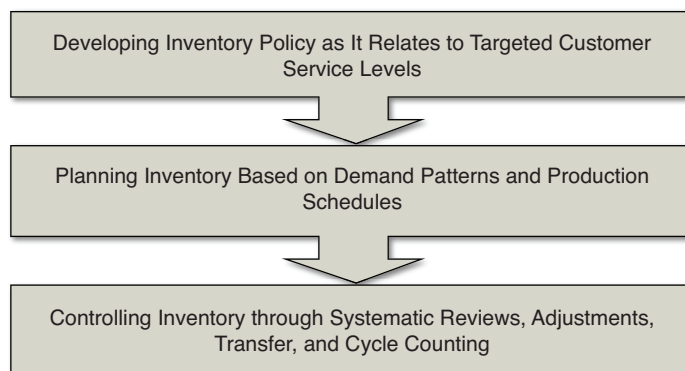 Developing Inventory Policy as It Relates to Targeted Customer
Service Levels
Planning Inventory Based on Demand Patterns and Production
Schedules
Controlling Inventory through Systematic Reviews, Adjustments,
Transfer, and Cycle Counting